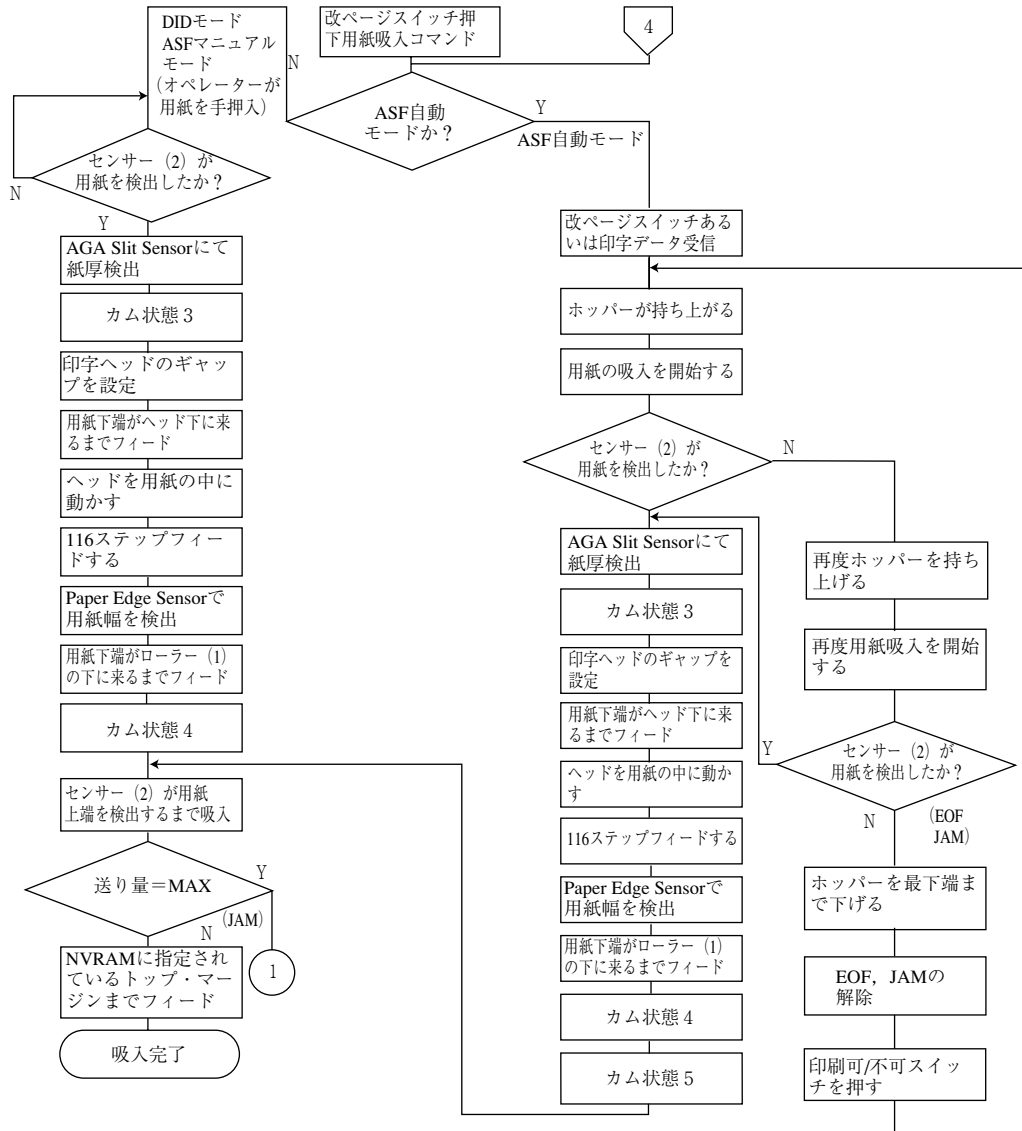 DIDモード
ASFマニュアル
モード
(オペレーターが
用紙を手押入)
N
改ページスイッチ押
下用紙吸入コマンド
4
ASF自動
モードか？
Y
ASF自動モード
センサー（2）が
用紙を検出したか？
N
Y
AGA Slit Sensorにて
紙厚検出
カム状態３
印字ヘッドのギャッ
プを設定
用紙下端がヘッド下に来
るまでフィード
ヘッドを用紙の中に
動かす
116ステップフィー
ドする
Paper Edge Sensorで
用紙幅を検出
用紙下端がローラー（1）
の下に来るまでフィード
カム状態４
センサー（2）が用紙
上端を検出するまで吸入
送り量＝MAX
Y
(JAM)
N
1
NVRAMに指定され
ているトップ・マー
ジンまでフィード
吸入完了
改ページスイッチある
いは印字データ受信
ホッパーが持ち上がる
用紙の吸入を開始する
センサー（2）が
用紙を検出したか？
N
AGA Slit Sensorにて
紙厚検出
カム状態３
印字ヘッドのギャップを
設定
用紙下端がヘッド下に来
るまでフィード
ヘッドを用紙の中に動か
す
116ステップフィードする
Paper Edge Sensorで
用紙幅を検出
用紙下端がローラー（1）
の下に来るまでフィード
カム状態４
カム状態５
再度ホッパーを持ち
上げる
再度用紙吸入を開始
する
センサー（2）が
用紙を検出したか？
Y
N
(EOF
JAM)
ホッパーを最下端ま
で下げる
EOF，JAMの
解除
印刷可/不可スイッ
チを押す